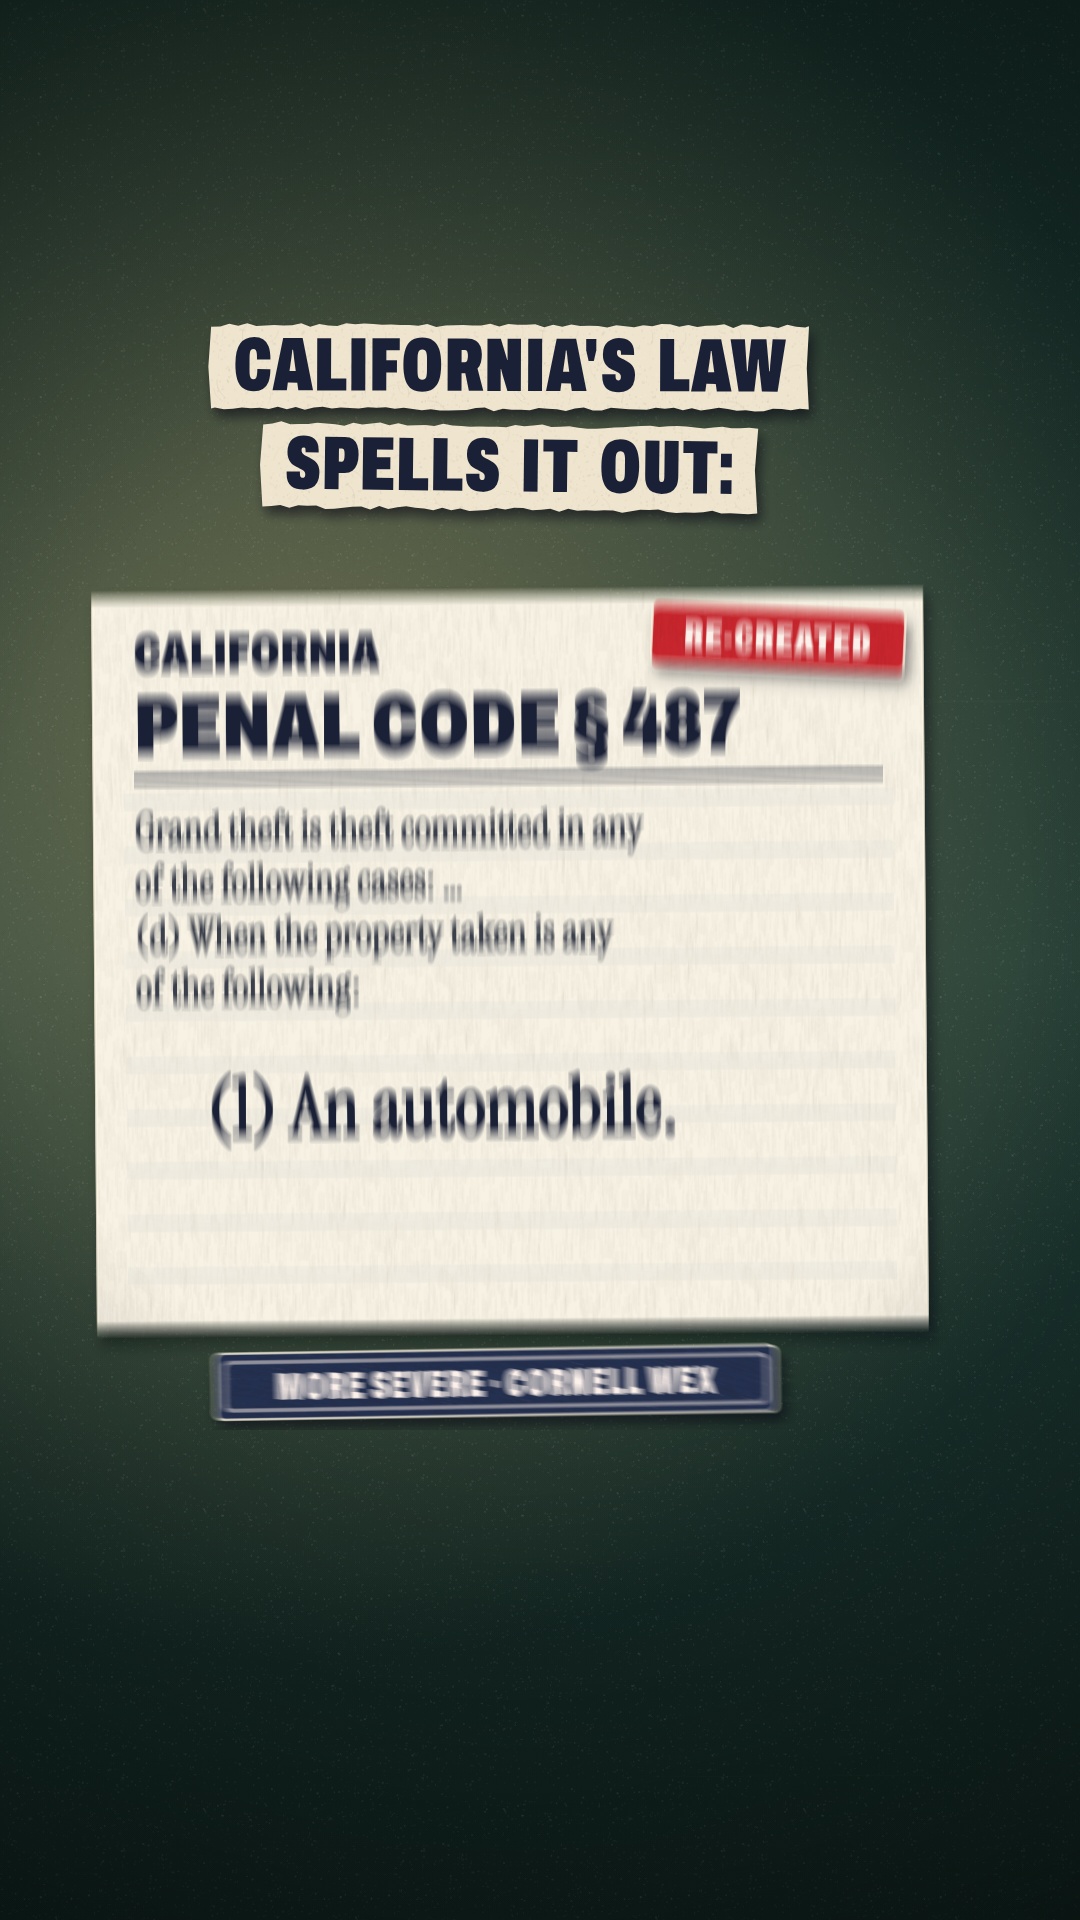 CALIFORNIA'S LAW
SPELLS IT OUT:
CALIFORNIA
RE-CREATED
PENAL CODE § 487
Grand theft is theft committed in any
of the following cases: ...
(d) When the property taken is any
of the following:
(1) An automobile.
MORE SEVERE - CORNELL WEX